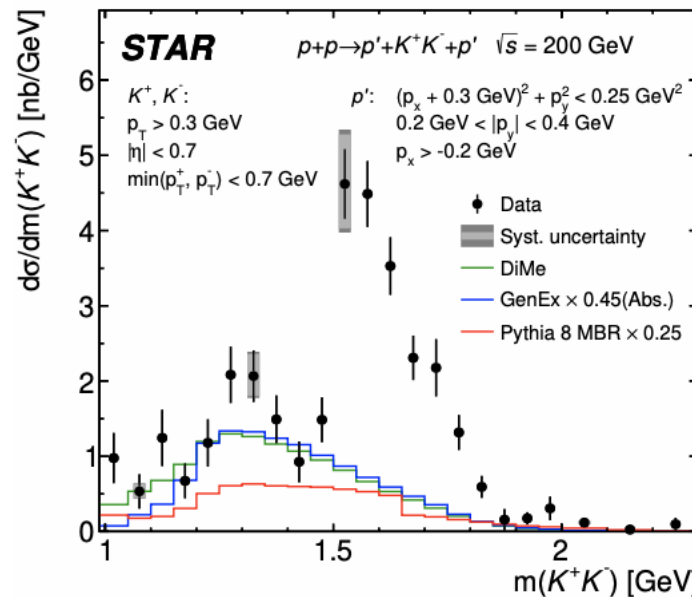 STAR p+p→p'+K⁺K⁻+p' √s = 200 GeV
K⁺, K⁻:
p_T > 0.3 GeV
|η| < 0.7
min(p_T⁺, p_T⁻) < 0.7 GeV
p': (p_x + 0.3 GeV)² + p_y² < 0.25 GeV²
0.2 GeV < |p_y| < 0.4 GeV
p_x > -0.2 GeV
Data
Syst. uncertainty
DiMe
GenEx × 0.45(Abs.)
Pythia 8 MBR × 0.25
dσ/dm(K⁺K⁻) [nb/GeV]
6
5
4
3
2
1
0
1 1.5 2
m(K⁺K⁻) [GeV]